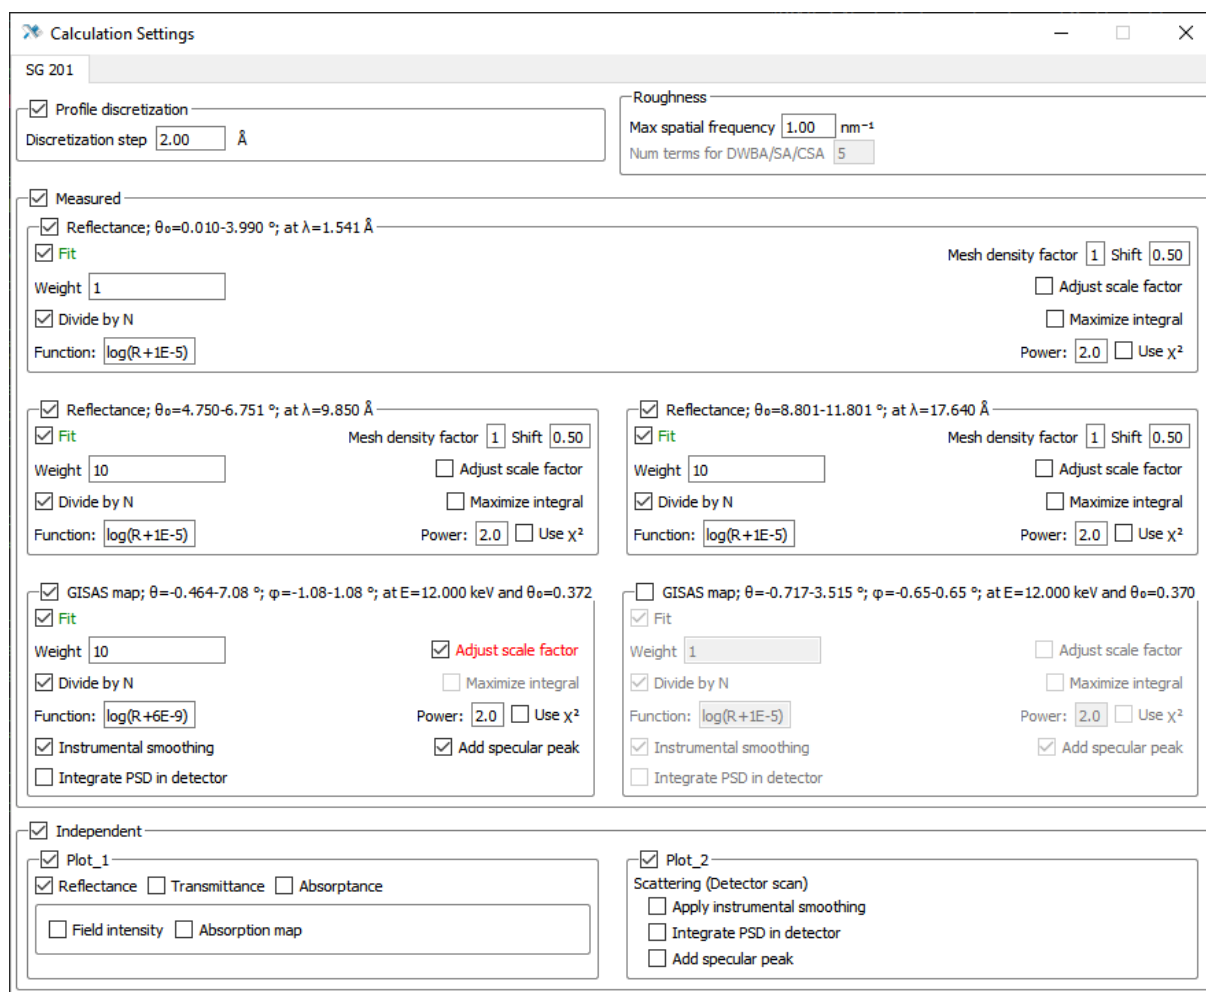 Calculation Settings
SG 201
Profile discretization
Discretization step 2.00 Å
Roughness
Max spatial frequency 1.00 nm⁻¹
Num terms for DWBA/SA/CSA 5
Measured
Reflectance; θ₀=0.010-3.990 °; at λ=1.541 Å
Fit
Mesh density factor 1 Shift 0.50
Weight 1
Adjust scale factor
Divide by N
Maximize integral
Function: log(R+1E-5)
Power: 2.0 Use χ²
Reflectance; θ₀=4.750-6.751 °; at λ=9.850 Å
Fit
Mesh density factor 1 Shift 0.50
Weight 10
Adjust scale factor
Divide by N
Maximize integral
Function: log(R+1E-5)
Power: 2.0 Use χ²
Reflectance; θ₀=8.801-11.801 °; at λ=17.640 Å
Fit
Mesh density factor 1 Shift 0.50
Weight 10
Adjust scale factor
Divide by N
Maximize integral
Function: log(R+1E-5)
Power: 2.0 Use χ²
GISAS map; θ=-0.464-7.08 °; φ=-1.08-1.08 °; at E=12.000 keV and θ₀=0.372
Fit
Weight 10
Adjust scale factor
Divide by N
Maximize integral
Function: log(R+6E-9)
Power: 2.0 Use χ²
Instrumental smoothing
Add specular peak
Integrate PSD in detector
GISAS map; θ=-0.717-3.515 °; φ=-0.65-0.65 °; at E=12.000 keV and θ₀=0.370
Fit
Weight 1
Adjust scale factor
Divide by N
Maximize integral
Function: log(R+1E-5)
Power: 2.0 Use χ²
Instrumental smoothing
Add specular peak
Integrate PSD in detector
Independent
Plot_1
Reflectance Transmittance Absorptance
Field intensity Absorption map
Plot_2
Scattering (Detector scan)
Apply instrumental smoothing
Integrate PSD in detector
Add specular peak